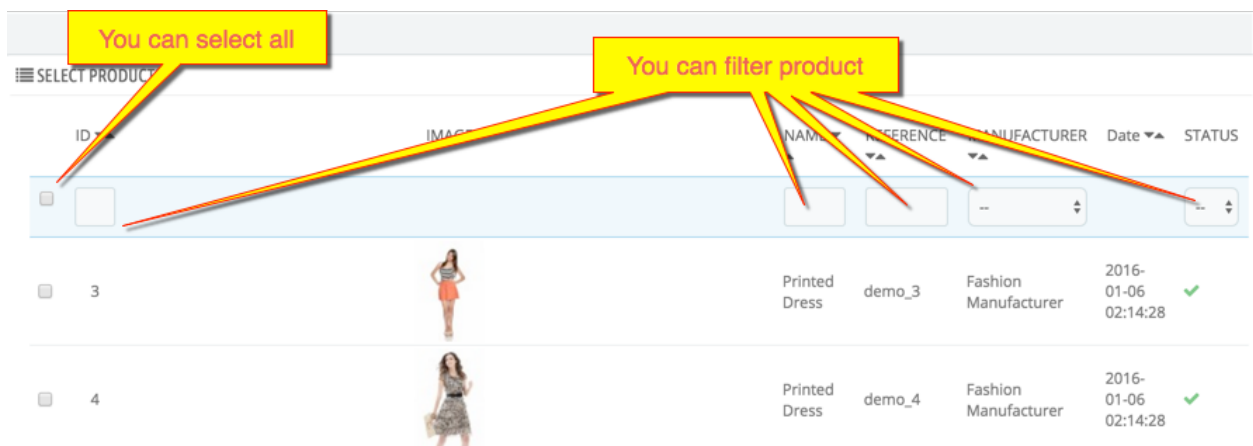 You can select all
You can filter product
SELECT PRODUCT
ID
NAME
REFERENCE
MANUFACTURER
Date
STATUS
--
--
3
Printed
Dress
demo_3
Fashion
Manufacturer
2016-
01-06
02:14:28
4
Printed
Dress
demo_4
Fashion
Manufacturer
2016-
01-06
02:14:28